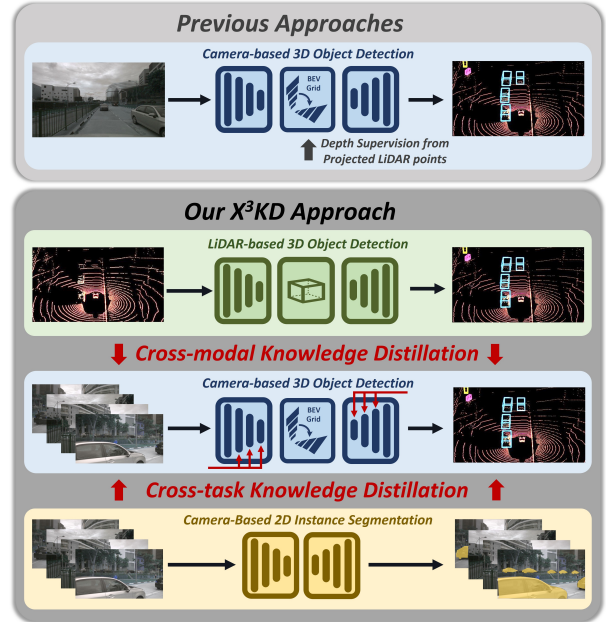 Previous Approaches
Camera-based 3D Object Detection
BEV
Grid
Depth Supervision from
Projected LiDAR points
Our X³KD Approach
LiDAR-based 3D Object Detection
Cross-modal Knowledge Distillation
Camera-based 3D Object Detection
BEV
Grid
Cross-task Knowledge Distillation
Camera-Based 2D Instance Segmentation